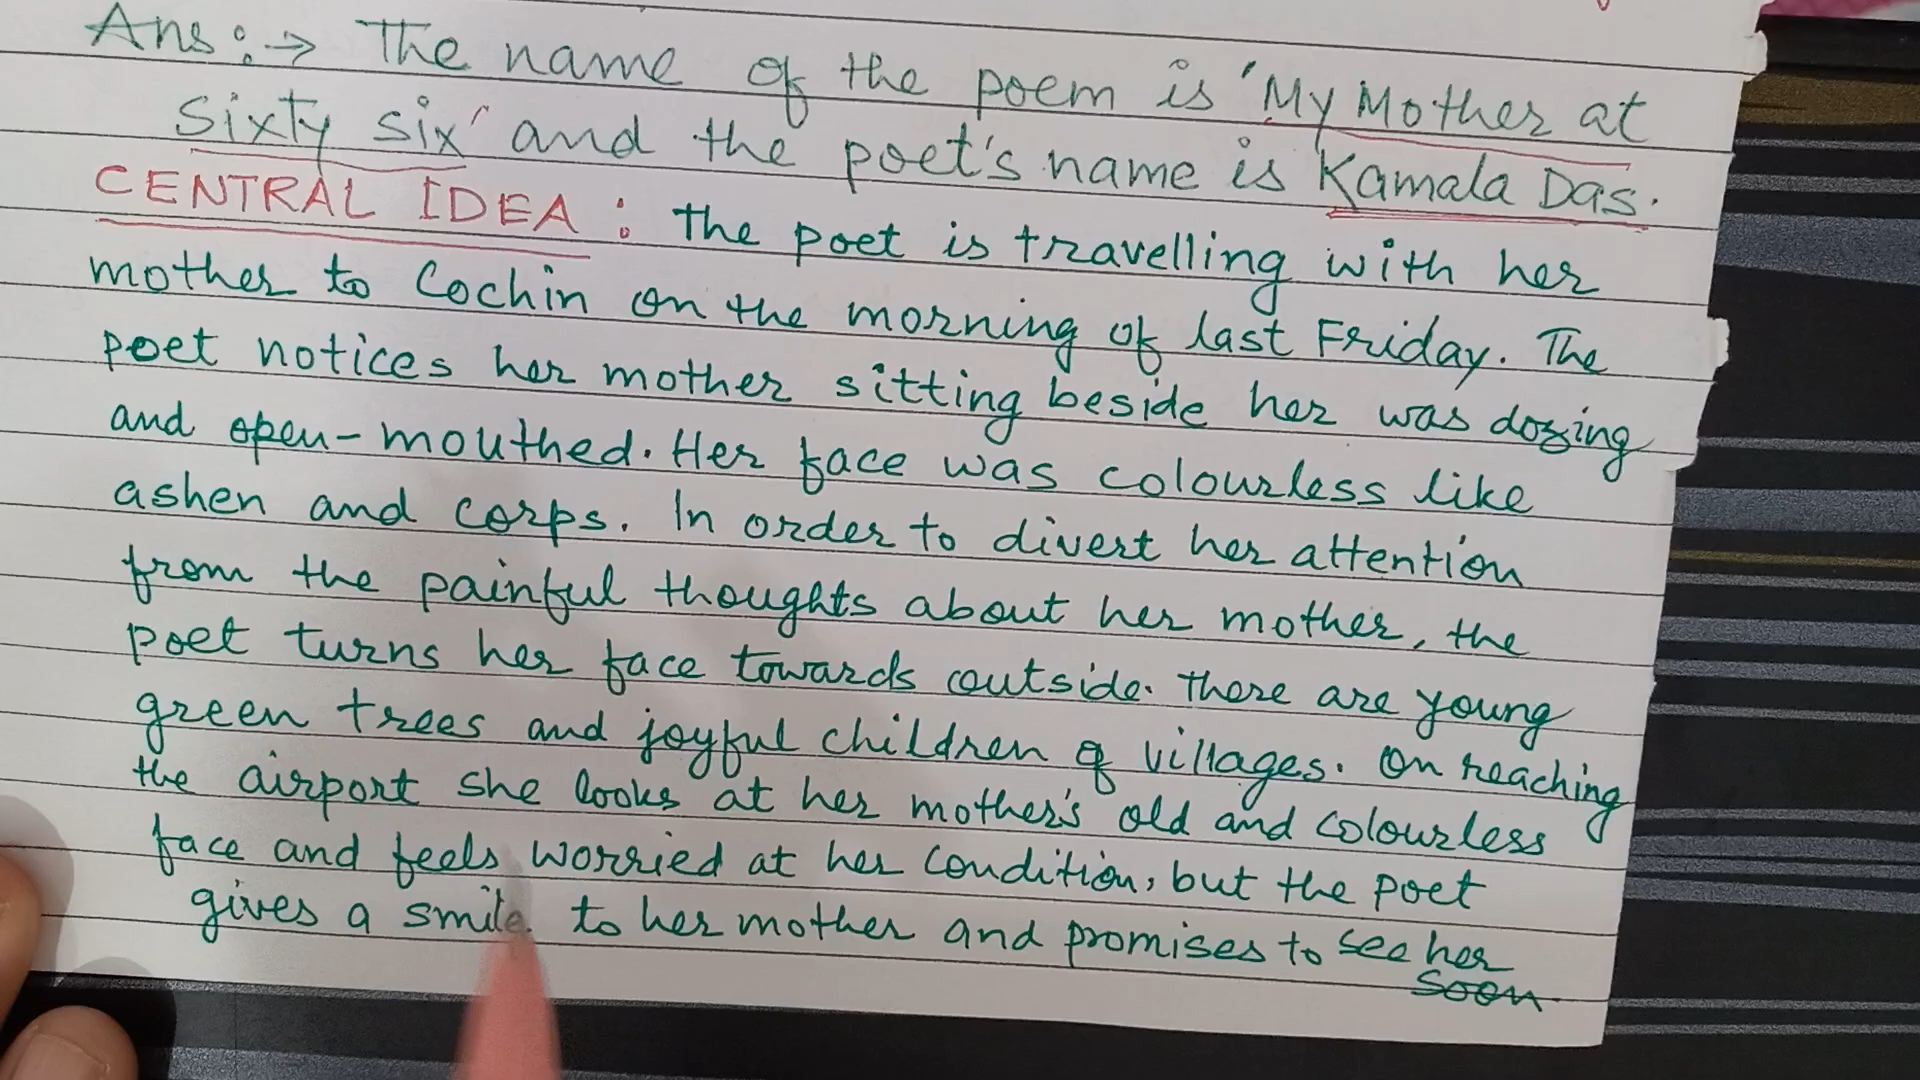 Ans:→ The name of the poem is 'My Mother at
Sixty six' and the poet's name is Kamala Das.
CENTRAL IDEA : The poet is travelling with her
mother to Cochin on the morning of last Friday. The
poet notices her mother sitting beside her was dozing
and open-mouthed. Her face was colourless like
ashen and corps. In order to divert her attention
from the painful thoughts about her mother, the
poet turns her face towards outside. There are young
green trees and joyful children of villages. On reaching
the airport she looks at her mother's old and colourless
face and feels worried at her condition, but the poet
gives a smile to her mother and promises to see her
soon